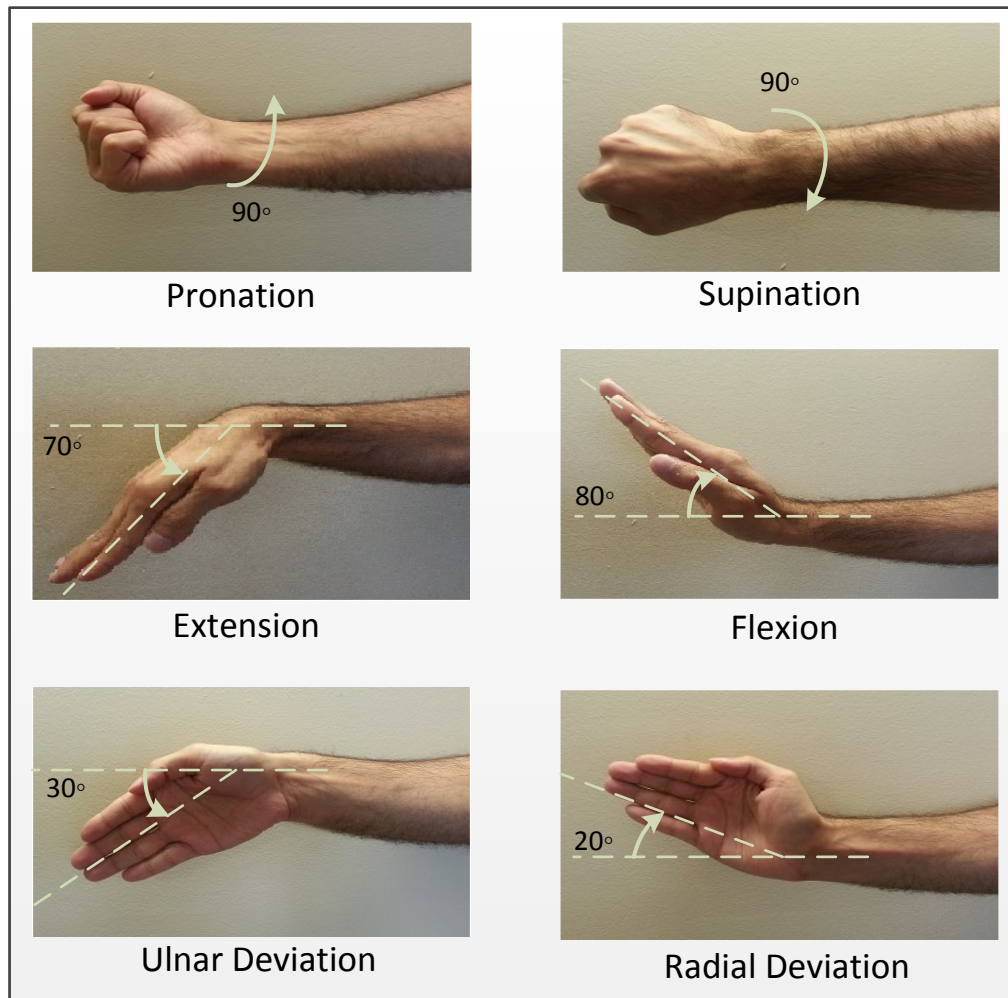 90°
90°
Pronation
Supination
70°
80°
Extension
Flexion
30°
20°
Ulnar Deviation
Radial Deviation